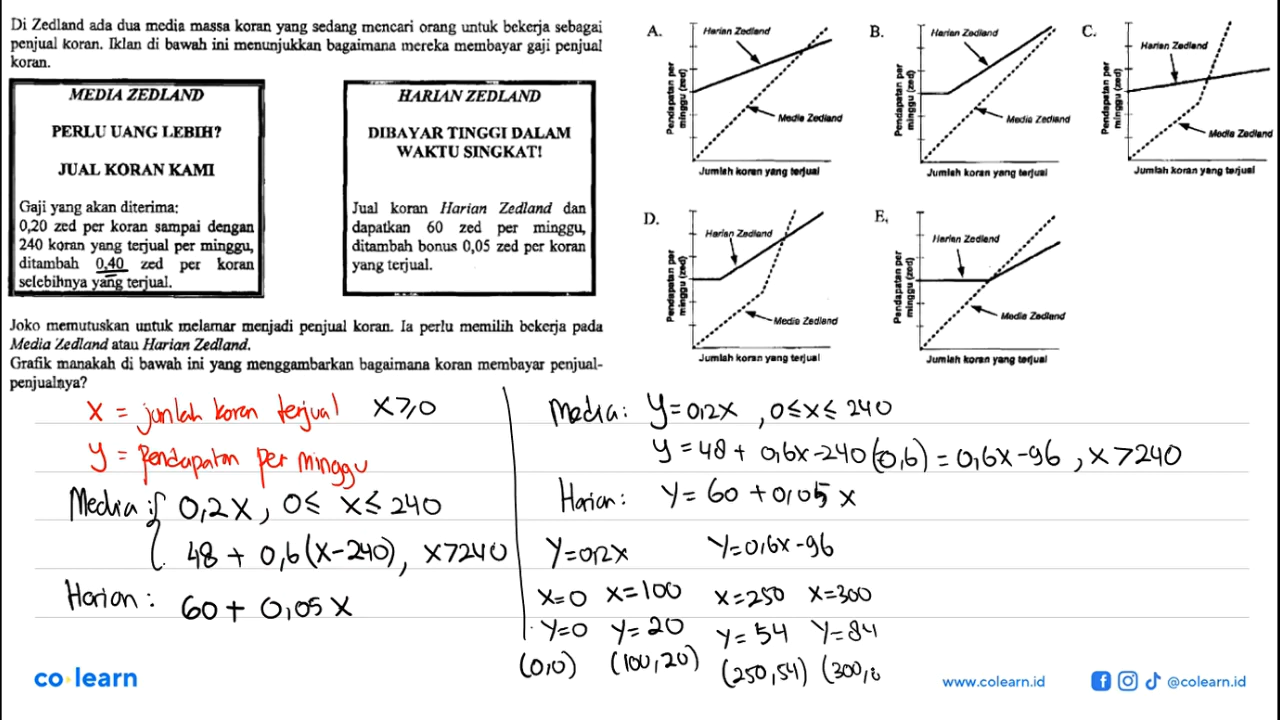 Di Zedland ada dua media massa koran yang sedang mencari orang untuk bekerja sebagai
penjual koran. Iklan di bawah ini menunjukkan bagaimana mereka membayar gaji penjual
koran.
MEDIA ZEDLAND
PERLU UANG LEBIH?
JUAL KORAN KAMI
Gaji yang akan diterima:
0,20 zed per koran sampai dengan
240 koran yang terjual per minggu,
ditambah 0,40 zed per koran
selebihnya yang terjual.
HARIAN ZEDLAND
DIBAYAR TINGGI DALAM
WAKTU SINGKAT!
Jual koran Harian Zedland dan
dapatkan 60 zed per minggu,
ditambah bonus 0,05 zed per koran
yang terjual.
Joko memutuskan untuk melamar menjadi penjual koran. Ia perlu memilih bekerja pada
Media Zedland atau Harian Zedland.
Grafik manakah di bawah ini yang menggambarkan bagaimana koran membayar penjual-
penjualnya?
A.
Harian Zedland
Media Zedland
Pendapatan per
minggu (zed)
Jumlah koran yang terjual
B.
Harian Zedland
Media Zedland
Pendapatan per
minggu (zed)
Jumlah koran yang terjual
C.
Harian Zedland
Media Zedland
Pendapatan per
minggu (zed)
Jumlah koran yang terjual
D.
Harian Zedland
Media Zedland
Pendapatan per
minggu (zed)
Jumlah koran yang terjual
E.
Harian Zedland
Media Zedland
Pendapatan per
minggu (zed)
Jumlah koran yang terjual
x = jumlah koran terjual x ≥ 0
y = Pendapatan per minggu
Media : { 0,2x, 0 ≤ x ≤ 240
48 + 0,6(x-240), x > 240
Harian : 60 + 0,05x
Media: y = 0,2x , 0 ≤ x ≤ 240
y = 48 + 0,6x - 240(0,6) = 0,6x - 96 , x > 240
Harian: y = 60 + 0,05x
y = 0,2x y = 0,6x - 96
x=0 x=100 x=250 x=300
y=0 y=20 y=54 y=84
(0,0) (100,20) (250,54) (300,8
co learn
www.colearn.id
@colearn.id